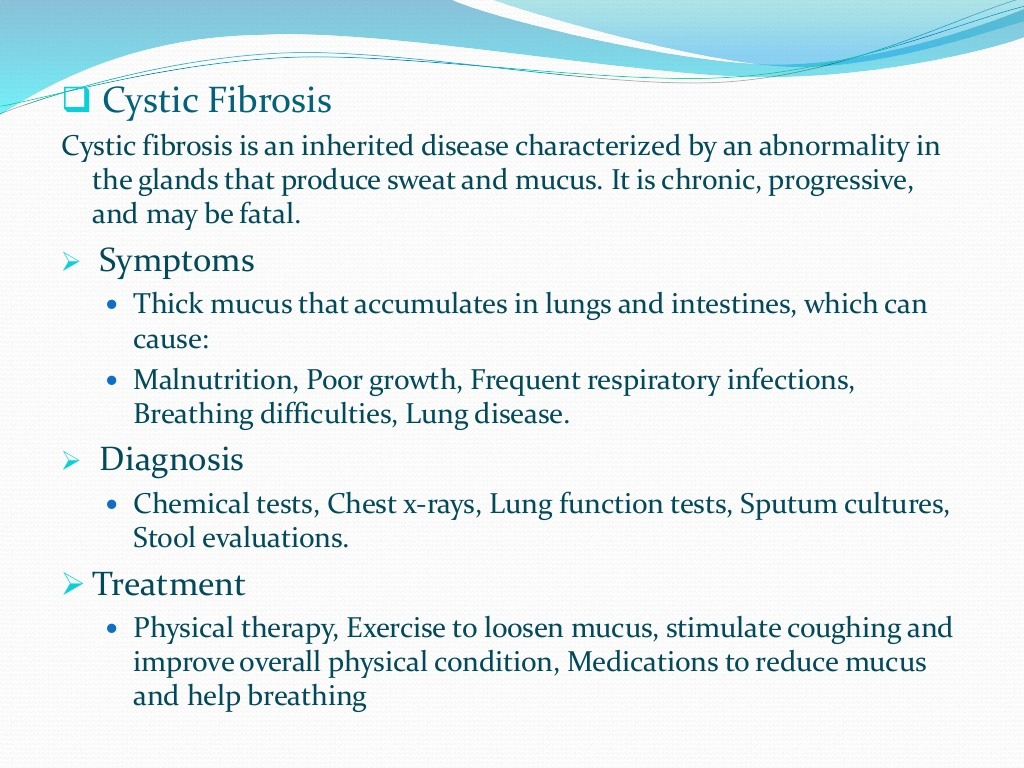 Cystic Fibrosis
Cystic fibrosis is an inherited disease characterized by an abnormality in
the glands that produce sweat and mucus. It is chronic, progressive,
and may be fatal.
Symptoms
Thick mucus that accumulates in lungs and intestines, which can
cause:
Malnutrition, Poor growth, Frequent respiratory infections,
Breathing difficulties, Lung disease.
Diagnosis
Chemical tests, Chest x-rays, Lung function tests, Sputum cultures,
Stool evaluations.
Treatment
Physical therapy, Exercise to loosen mucus, stimulate coughing and
improve overall physical condition, Medications to reduce mucus
and help breathing